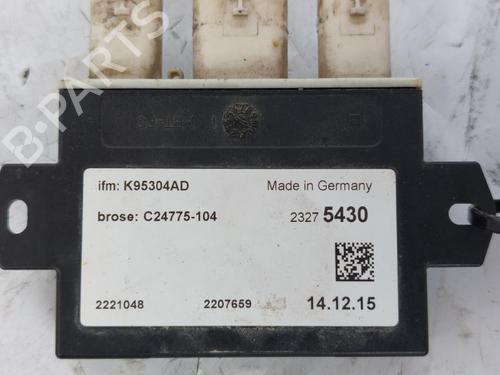 B-PARTS
ifm: K95304AD
Made in Germany
brose: C24775-104
2327 5430
2221048
2207659
14.12.15